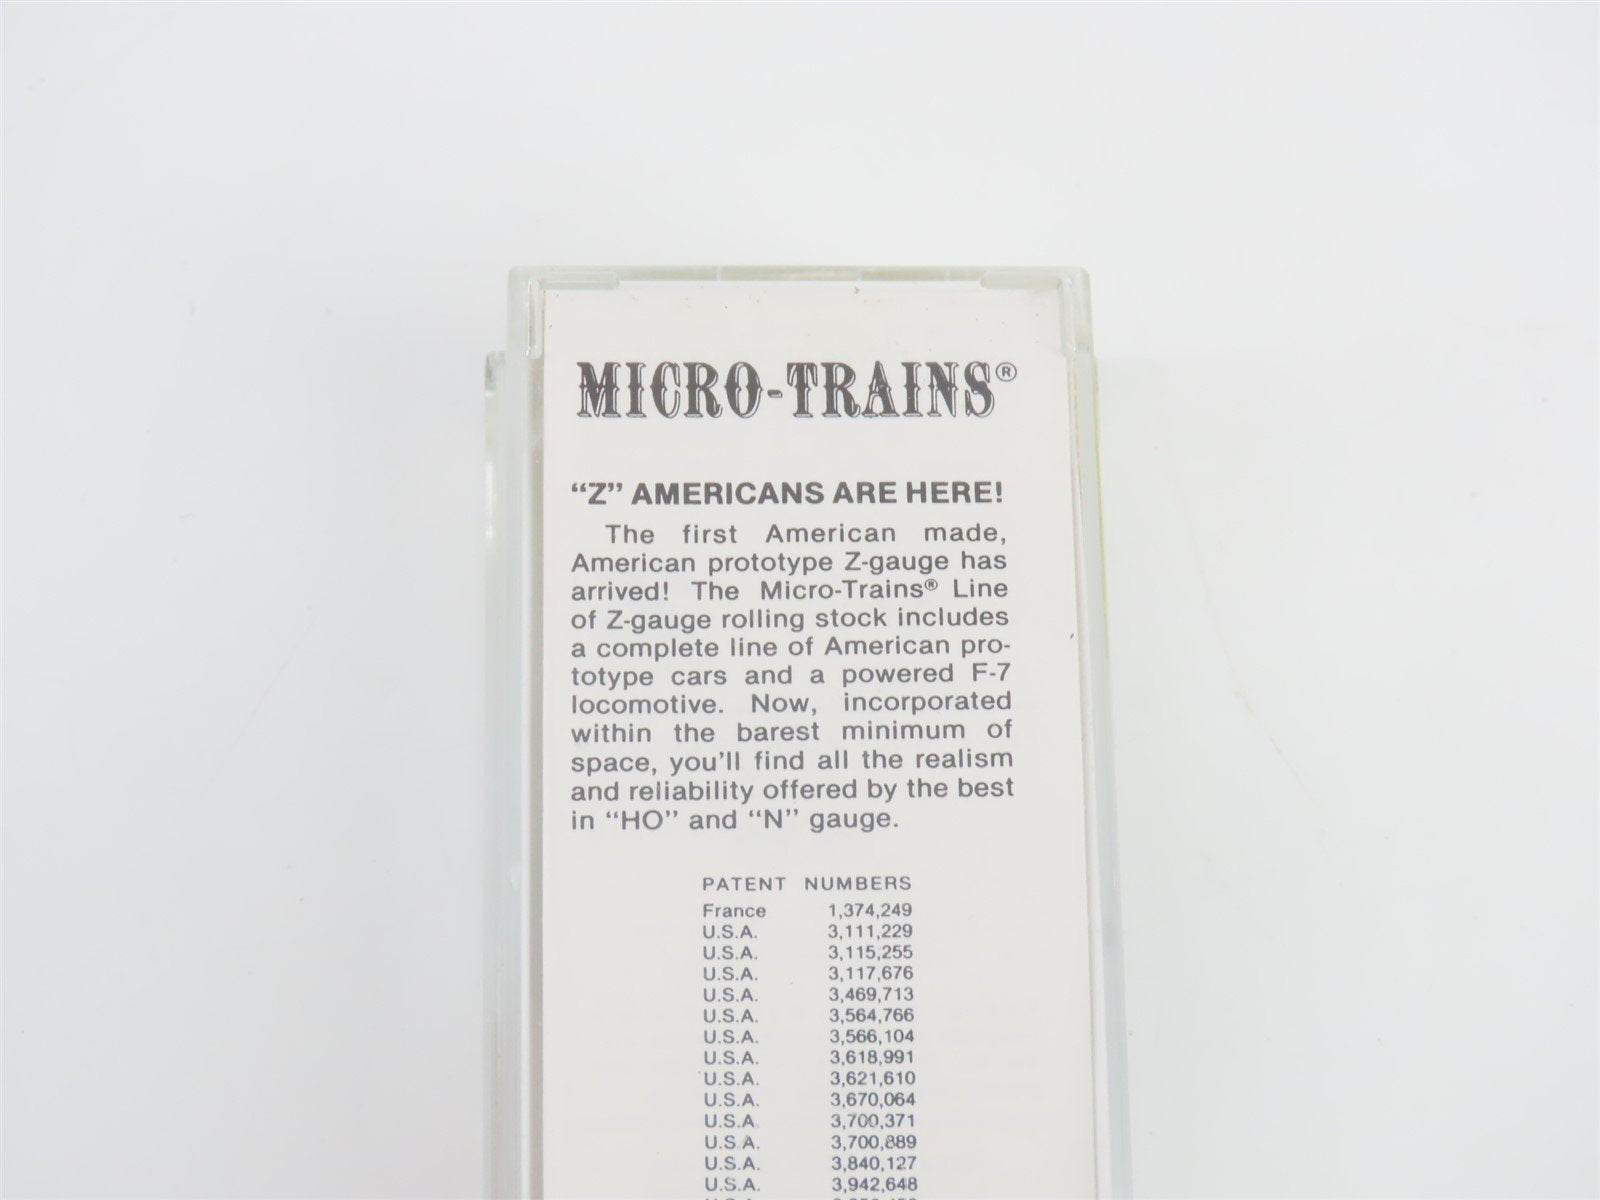 MICRO-TRAINS®
“Z” AMERICANS ARE HERE!
The first American made,
American prototype Z-gauge has
arrived! The Micro-Trains® Line
of Z-gauge rolling stock includes
a complete line of American pro-
totype cars and a powered F-7
locomotive. Now, incorporated
within the barest minimum of
space, you'll find all the realism
and reliability offered by the best
in “HO” and “N” gauge.
PATENT NUMBERS
France 1,374,249
U.S.A. 3,111,229
U.S.A. 3,115,255
U.S.A. 3,117,676
U.S.A. 3,469,713
U.S.A. 3,564,766
U.S.A. 3,566,104
U.S.A. 3,618,991
U.S.A. 3,621,610
U.S.A. 3,670,064
U.S.A. 3,700,371
U.S.A. 3,700,889
U.S.A. 3,840,127
U.S.A. 3,942,648